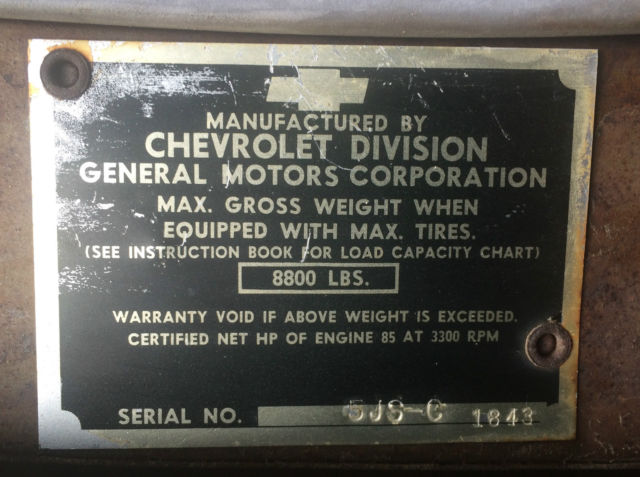 MANUFACTURED BY
CHEVROLET DIVISION
GENERAL MOTORS CORPORATION
MAX. GROSS WEIGHT WHEN
EQUIPPED WITH MAX. TIRES.
(SEE INSTRUCTION BOOK FOR LOAD CAPACITY CHART)
8800 LBS.
WARRANTY VOID IF ABOVE WEIGHT IS EXCEEDED.
CERTIFIED NET HP OF ENGINE 85 AT 3300 RPM
SERIAL NO. 5JS-C 1843